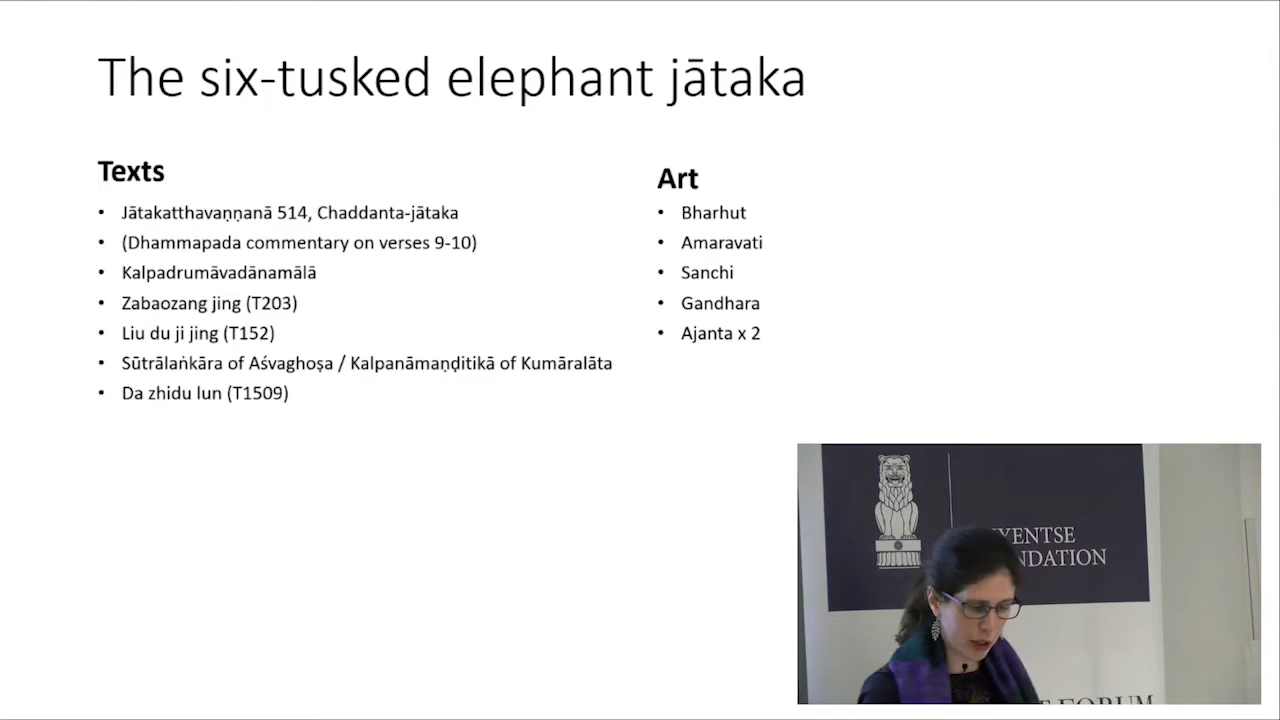 The six-tusked elephant jātaka
Texts
• Jātakatthavaṇṇanā 514, Chaddanta-jātaka
• (Dhammapada commentary on verses 9-10)
• Kalpadrumāvadānamālā
• Zabaozang jing (T203)
• Liu du ji jing (T152)
• Sūtrālaṅkāra of Aśvaghoṣa / Kalpanāmaṇḍitikā of Kumāralāta
• Da zhidu lun (T1509)
Art
• Bharhut
• Amaravati
• Sanchi
• Gandhara
• Ajanta x 2
YENTSE
NDATION
FORUM